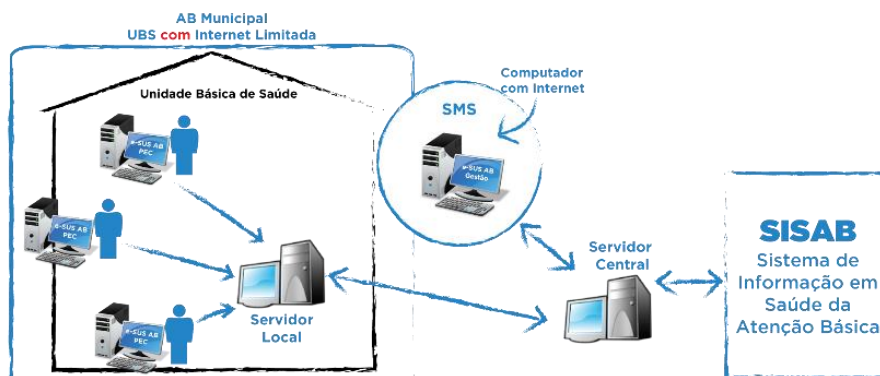 AB Municipal
UBS com Internet Limitada
Unidade Básica de Saúde
e-SUS AB
PEC
e-SUS AB
PEC
e-SUS AB
PEC
Servidor
Local
Computador
com Internet
SMS
e-SUS AB
Gestão
Servidor
Central
SISAB
Sistema de
Informação em
Saúde da
Atenção Básica